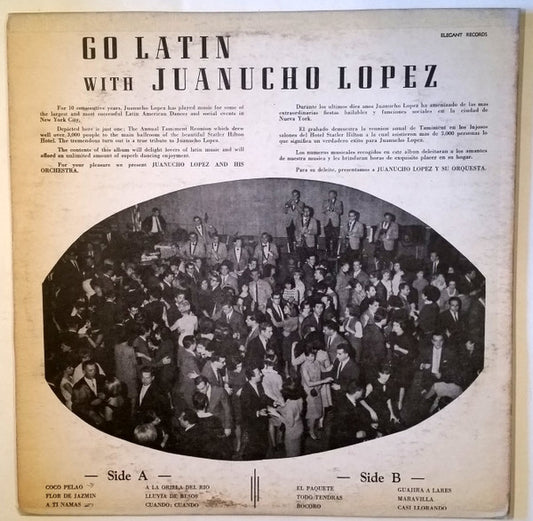 ELEGANT RECORDS
GO LATIN
WITH JUANUCHO LOPEZ
For 10 consecutive years, Juanucho Lopez has played music for some of
the largest and most successful Latin American Dances and social events in
New York City,
Depicted here is just one; The Annual Tamiment Reunion which drew
well over 3,000 people to the main ballroom of the beautiful Statler Hilton
Hotel. The tremendous turn out is a true tribute to Juanucho Lopez.
The contents of this album will delight lovers of latin music and will
afford an unlimited amount of superb dancing enjoyment.
For your pleasure we present JUANUCHO LOPEZ AND HIS
ORCHESTRA.
Durante los ultimos diez anos Juanucho Lopez ha amenizado de las mas
extraordinarias fiestas bailables y funciones sociales en la ciudad de
Nueva York.
El grabado demuestra la reunion anual de Tamiment en los lujosos
salones del Hotel Statler Hilton a la cual asistieron mas de 3,000 personas lo
que significa un verdadero exito para Juanucho Lopez.
Los numeros musicales recogidos en este album deleitaran a los amantes
de nuestra musica y les brindaran horas de exquisito placer en su hogar.
Para su deleite, presentamos a JUANUCHO LOPEZ Y SU ORQUESTA.
— Side A —
COCO PELAO
FLOR DE JAZMIN
A TI NAMAS
A LA ORILLA DEL RIO
LLUVIA DE BESOS
CUANDO: CUANDO
— Side B —
EL PAQUETE
TODO TENDRAS
BOCORO
GUAJIRA A LARES
MARAVILLA
CASI LLORANDO